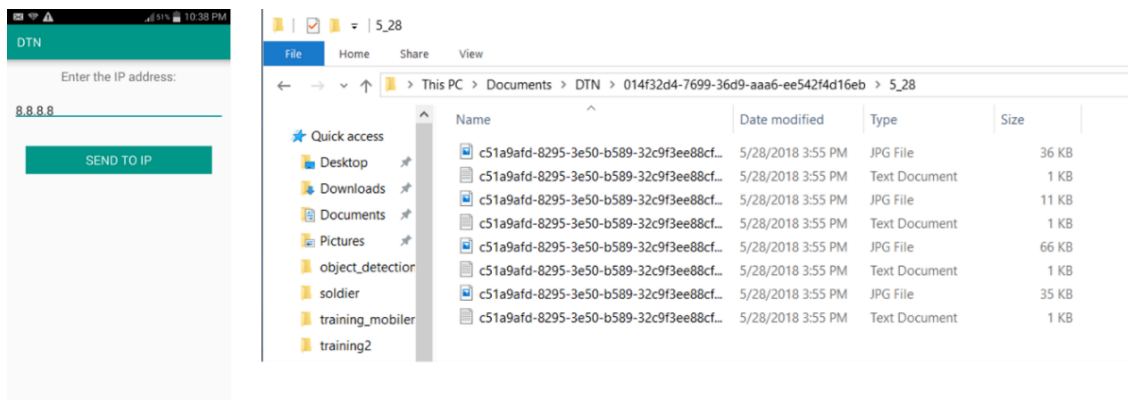 51% 10:38 PM
DTN
Enter the IP address:
8.8.8.8
SEND TO IP
5_28
File Home Share View
This PC > Documents > DTN > 014f32d4-7699-36d9-aaa6-ee542f4d16eb > 5_28
Name Date modified Type Size
Quick access
Desktop
Downloads
Documents
Pictures
object_detection
soldier
training_mobiler
training2
c51a9afd-8295-3e50-b589-32c9f3ee88cf... 5/28/2018 3:55 PM JPG File 36 KB
c51a9afd-8295-3e50-b589-32c9f3ee88cf... 5/28/2018 3:55 PM Text Document 1 KB
c51a9afd-8295-3e50-b589-32c9f3ee88cf... 5/28/2018 3:55 PM JPG File 11 KB
c51a9afd-8295-3e50-b589-32c9f3ee88cf... 5/28/2018 3:55 PM Text Document 1 KB
c51a9afd-8295-3e50-b589-32c9f3ee88cf... 5/28/2018 3:55 PM JPG File 66 KB
c51a9afd-8295-3e50-b589-32c9f3ee88cf... 5/28/2018 3:55 PM Text Document 1 KB
c51a9afd-8295-3e50-b589-32c9f3ee88cf... 5/28/2018 3:55 PM JPG File 35 KB
c51a9afd-8295-3e50-b589-32c9f3ee88cf... 5/28/2018 3:55 PM Text Document 1 KB